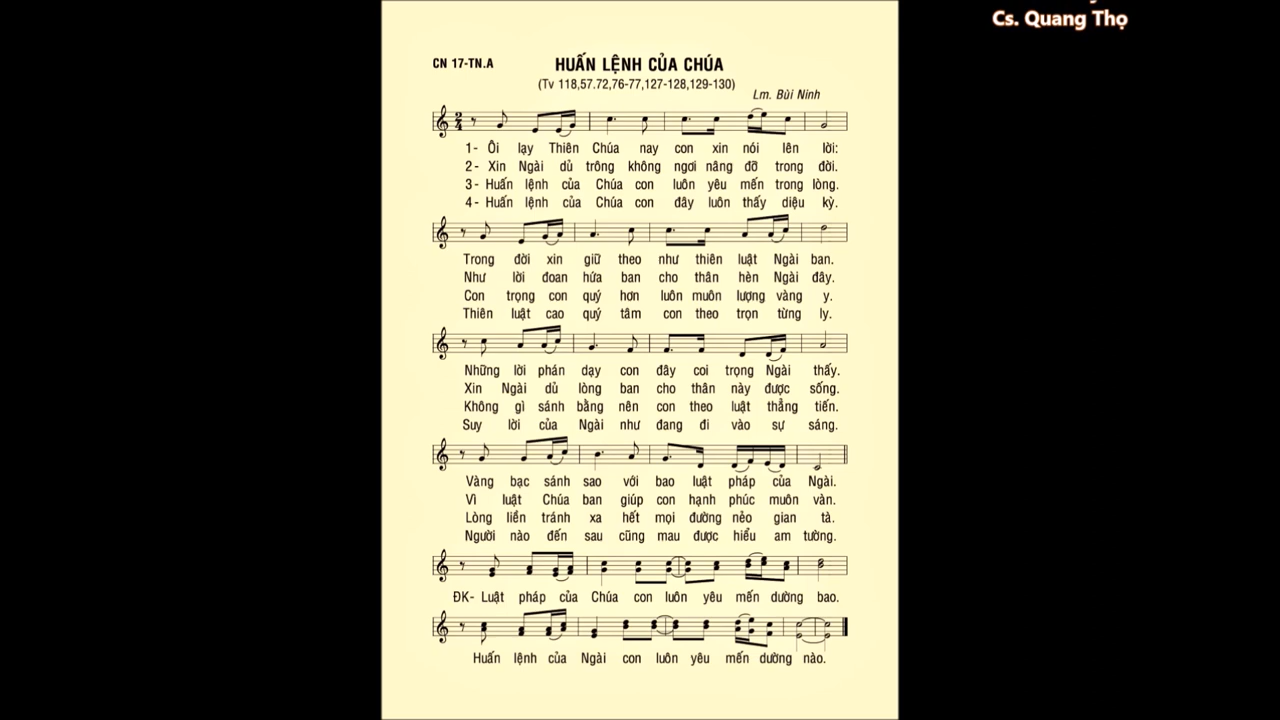 Cs. Quang Thọ
CN 17-TN.A
HUẤN LỆNH CỦA CHÚA
(Tv 118,57.72,76-77,127-128,129-130)
Lm. Bùi Ninh
1- Ôi lạy Thiên Chúa nay con xin nói lên lời:
2- Xin Ngài dủ trông không ngơi nâng đỡ trong đời.
3- Huấn lệnh của Chúa con luôn yêu mến trong lòng.
4- Huấn lệnh của Chúa con đây luôn thấy diệu kỳ.
Trong đời xin giữ theo như thiên luật Ngài ban.
Như lời đoan hứa ban cho thân hèn Ngài đây.
Con trọng con quý hơn luôn muôn lượng vàng y.
Thiên luật cao quý tâm con theo trọn từng ly.
Những lời phán dạy con đây coi trọng Ngài thấy.
Xin Ngài dủ lòng ban cho thân này được sống.
Không gì sánh bằng nên con theo luật thẳng tiến.
Suy lời của Ngài như đang đi vào sự sáng.
Vàng bạc sánh sao với bao luật pháp của Ngài.
Vì luật Chúa ban giúp con hạnh phúc muôn vàn.
Lòng liền tránh xa hết mọi đường nẻo gian tà.
Người nào đến sau cũng mau được hiểu am tường.
ĐK- Luật pháp của Chúa con luôn yêu mến dường bao.
Huấn lệnh của Ngài con luôn yêu mến dường nào.